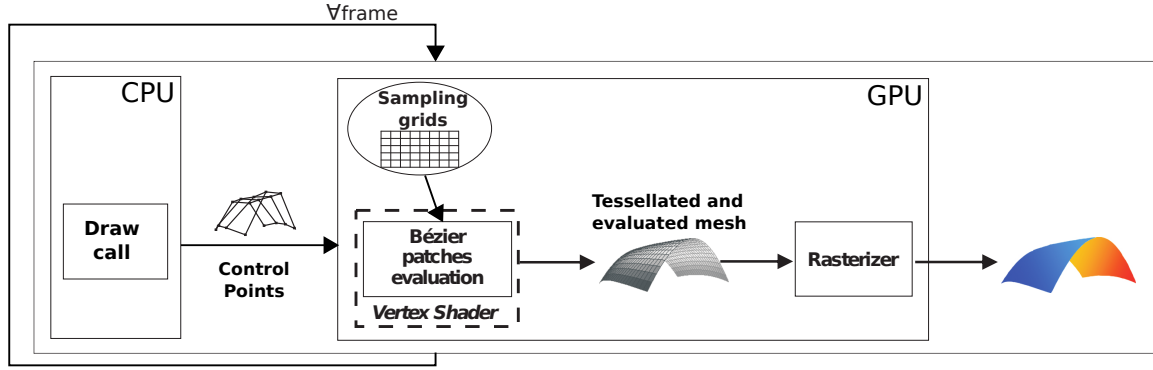 ∀frame
CPU
GPU
Sampling
grids
Draw
call
Control
Points
Bézier
patches
evaluation
Vertex Shader
Tessellated and
evaluated mesh
Rasterizer